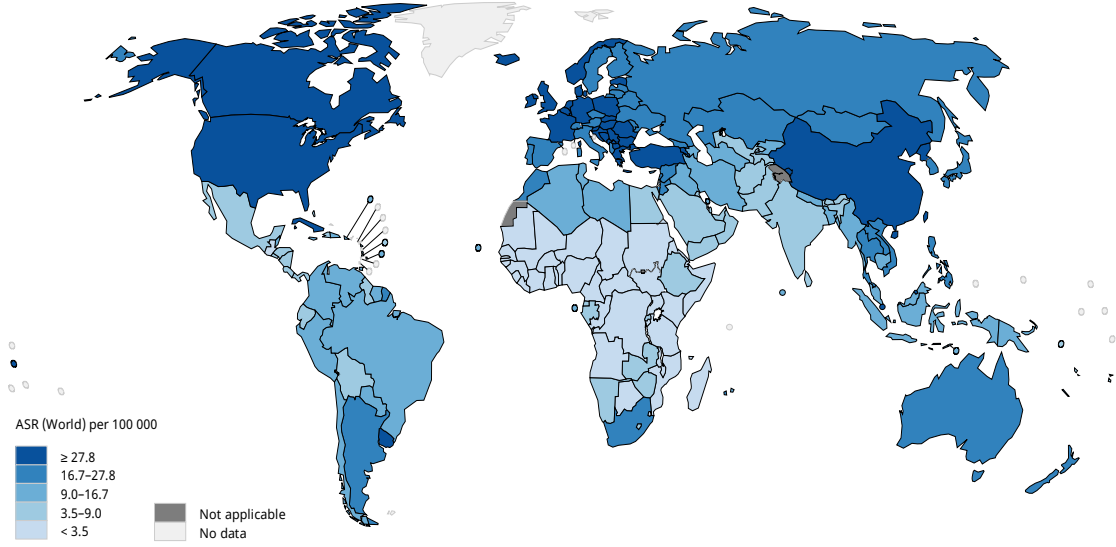 ASR (World) per 100 000
≥ 27.8
16.7–27.8
9.0–16.7
3.5–9.0
< 3.5
Not applicable
No data